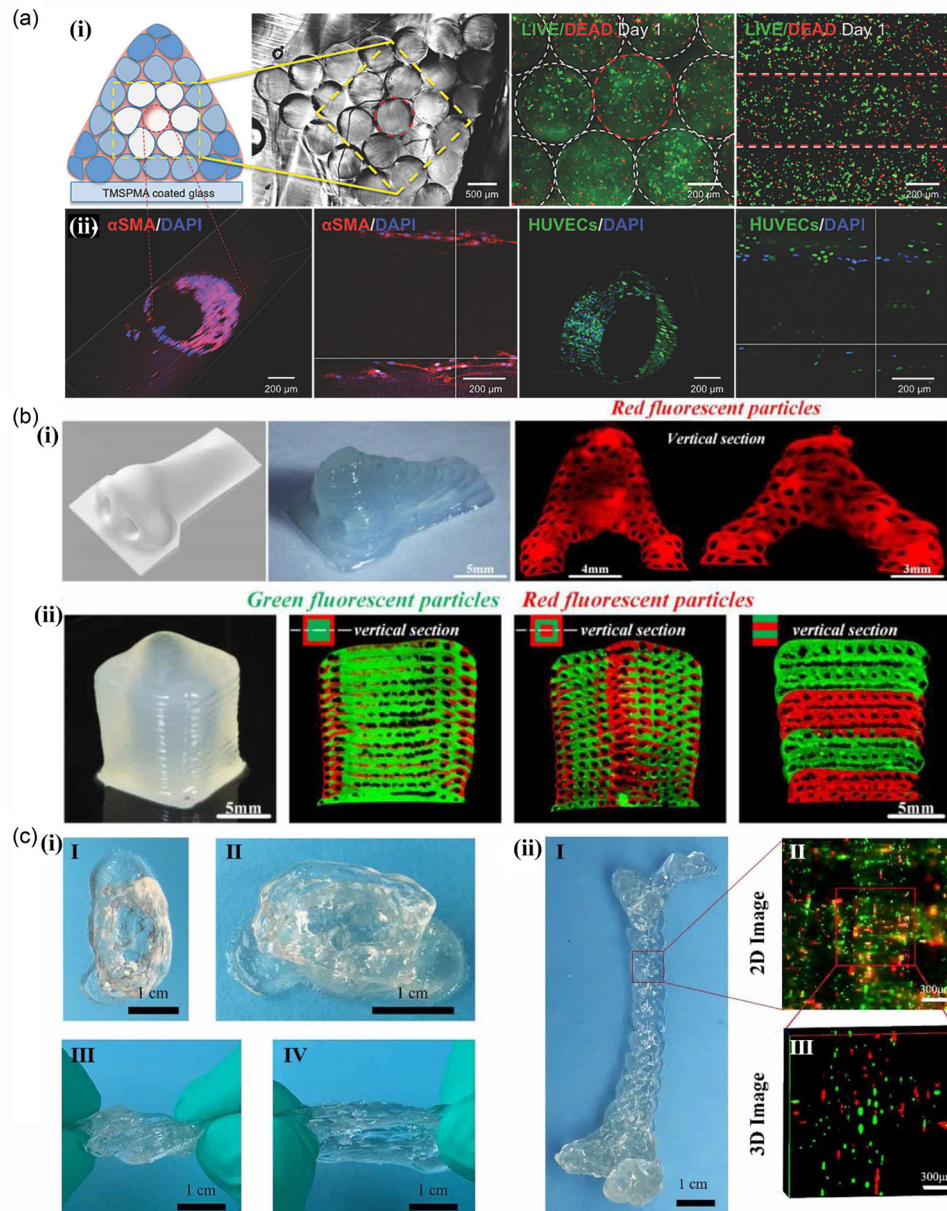 (a)
(i)
TMSPMA coated glass
500 µm
LIVE/DEAD Day 1
200 µm
LIVE/DEAD Day 1
200 µm
(ii)
αSMA/DAPI
200 µm
αSMA/DAPI
200 µm
HUVECs/DAPI
200 µm
HUVECs/DAPI
200 µm
(b)
Red fluorescent particles
(i)
5mm
Vertical section
4mm
3mm
Green fluorescent particles
Red fluorescent particles
(ii)
5mm
vertical section
vertical section
vertical section
5mm
(c)
(i)
I
1 cm
II
1 cm
III
1 cm
IV
1 cm
(ii)
I
1 cm
2D Image
II
300µm
3D Image
III
300µm